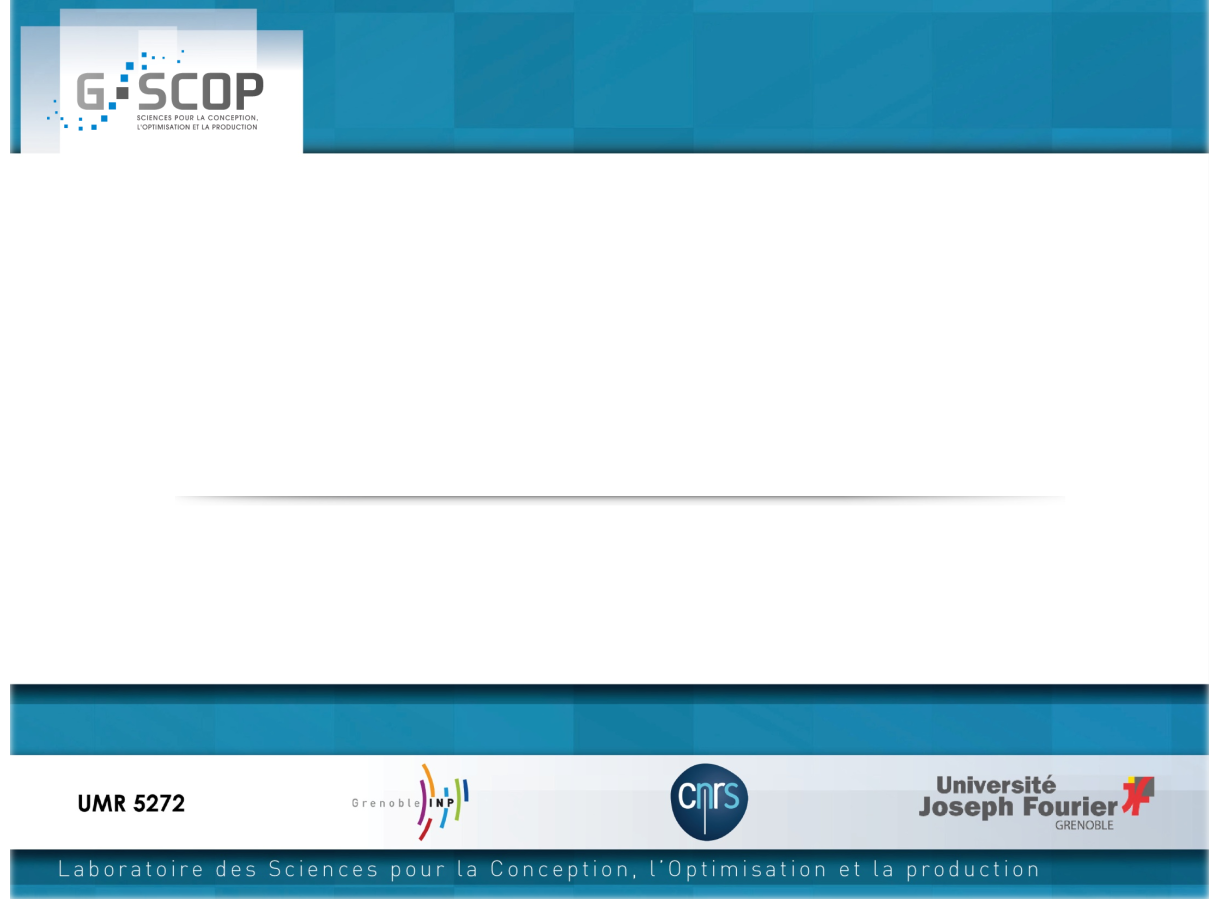 G SCOP
SCIENCES POUR LA CONCEPTION,
L'OPTIMISATION ET LA PRODUCTION
UMR 5272
Grenoble INP
cnrs
Université
Joseph Fourier
GRENOBLE
Laboratoire des Sciences pour la Conception, l'Optimisation et la production